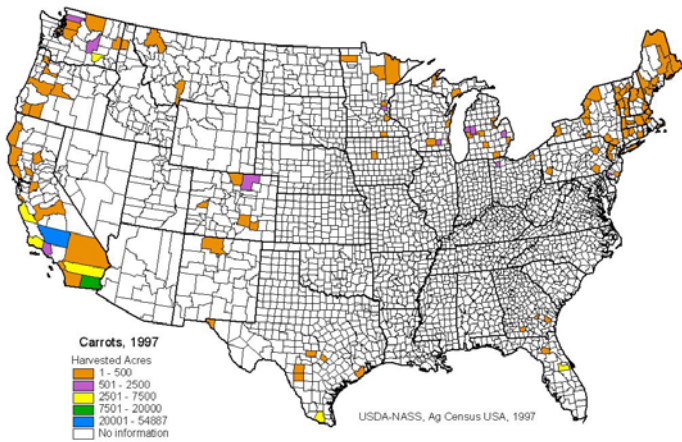 Carrots, 1997
Harvested Acres
1 - 500
501 - 2500
2501 - 7500
7501 - 20000
20001 - 54887
No information
USDA-NASS, Ag Census USA, 1997